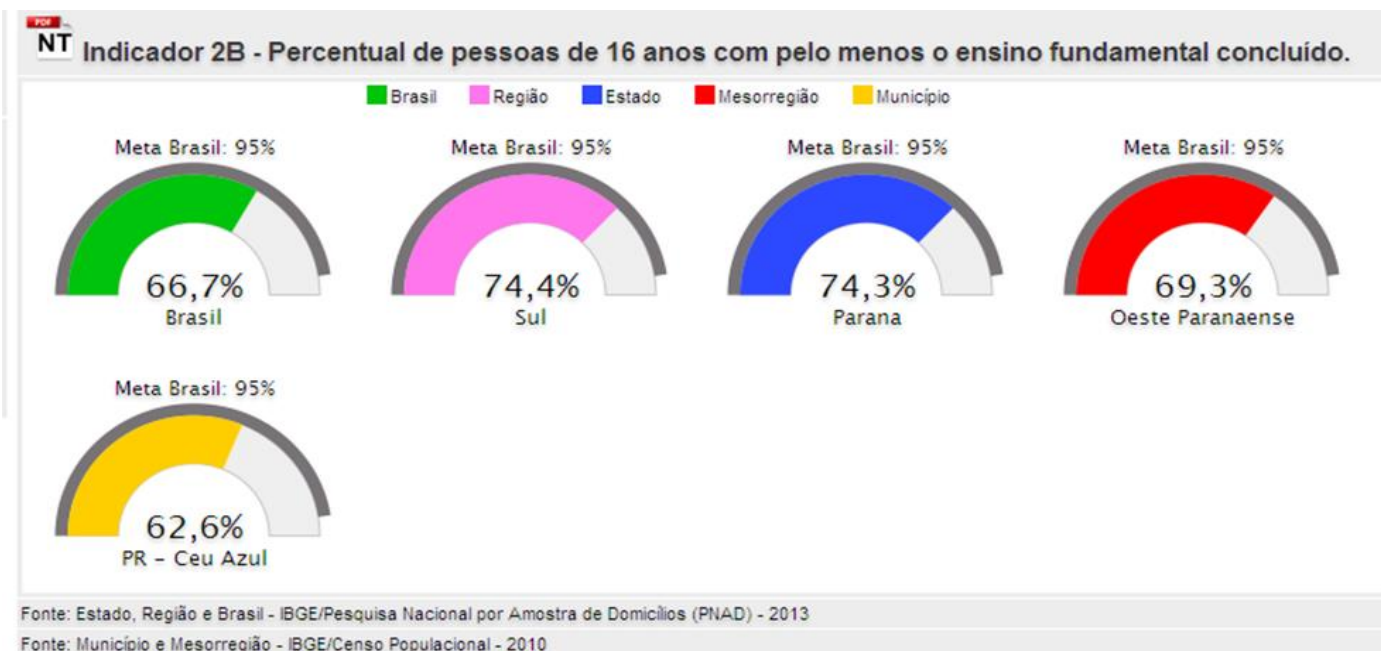 PDF
NT Indicador 2B - Percentual de pessoas de 16 anos com pelo menos o ensino fundamental concluído.
Brasil Região Estado Mesorregião Município
Meta Brasil: 95% Meta Brasil: 95% Meta Brasil: 95% Meta Brasil: 95%
66,7% 74,4% 74,3% 69,3%
Brasil Sul Parana Oeste Paranaense
Meta Brasil: 95%
62,6%
PR - Ceu Azul
Fonte: Estado, Região e Brasil - IBGE/Pesquisa Nacional por Amostra de Domicílios (PNAD) - 2013
Fonte: Município e Mesorregião - IBGE/Censo Populacional - 2010